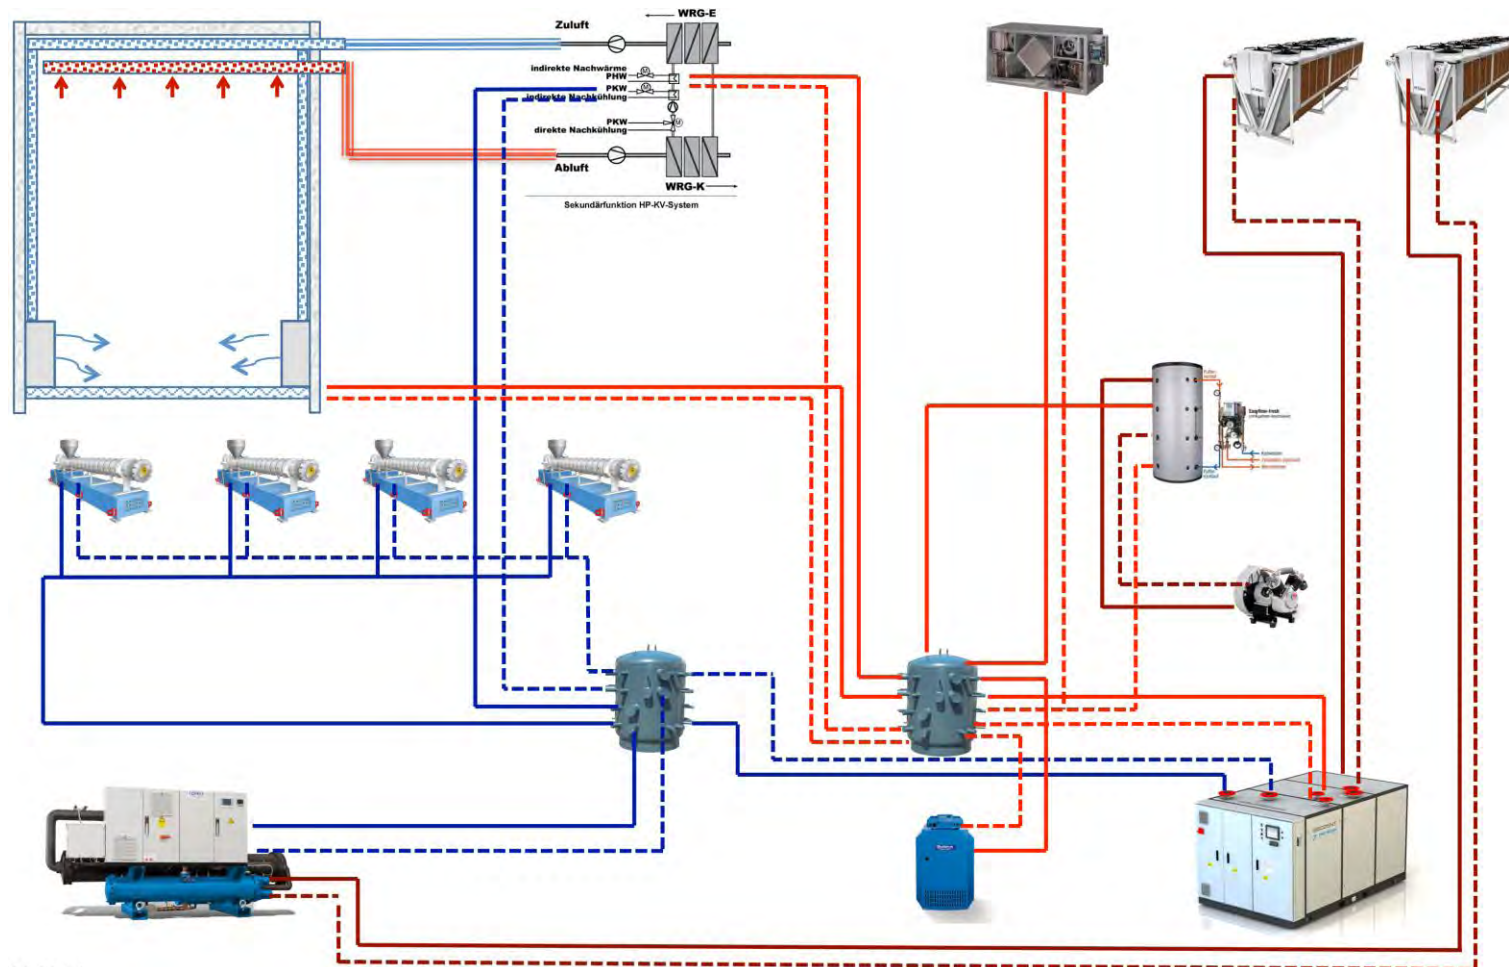 WRG-E
Zuluft
indirekte Nachwärme
PHW
PKW
indirekte Nachkühlung
PKW
direkte Nachkühlung
Abluft
WRG-K
Sekundärfunktion HP-KV-System